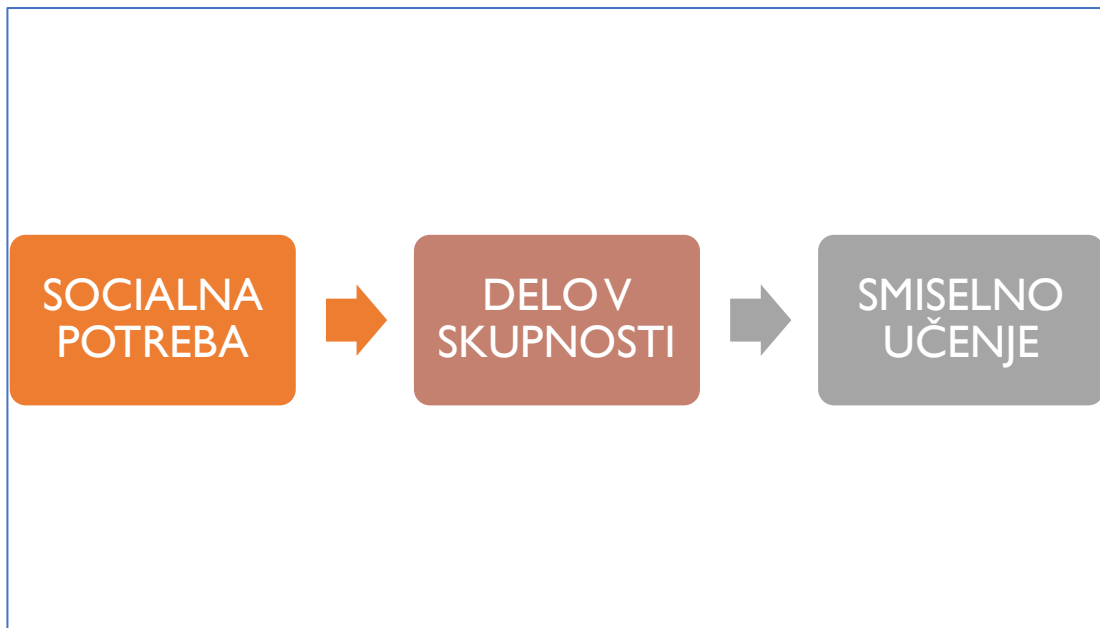 SOCIALNA
POTREBA
DELO V
SKUPNOSTI
SMISELNO
UČENJE